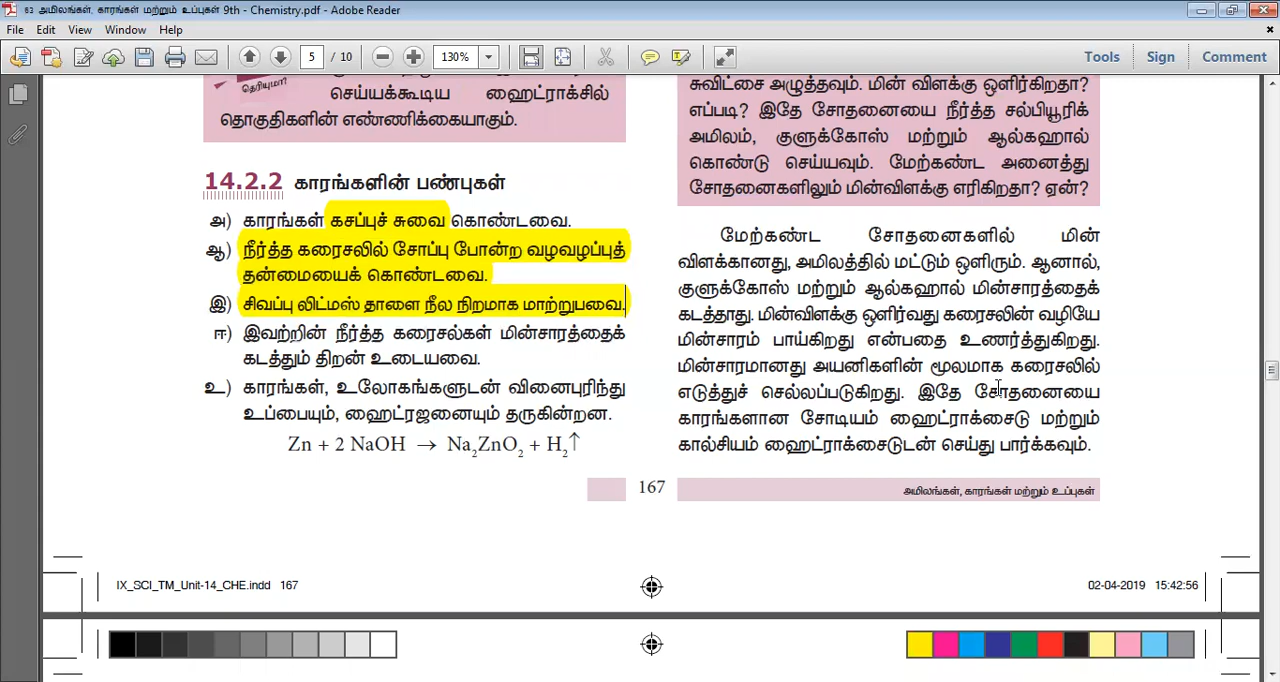 63 அமிலங்கள், காரங்கள் மற்றும் உப்புகள் 9th - Chemistry.pdf - Adobe Reader
File Edit View Window Help
5 / 10 130% Tools Sign Comment
தெரியுமா?
செய்யக்கூடிய ஹைட்ராக்சில்
தொகுதிகளின் எண்ணிக்கையாகும்.
14.2.2 காரங்களின் பண்புகள்
அ) காரங்கள் கசப்புச் சுவை கொண்டவை.
ஆ) நீர்த்த கரைசலில் சோப்பு போன்ற வழவழப்புத்
தன்மையைக் கொண்டவை.
இ) சிவப்பு லிட்மஸ் தாளை நீல நிறமாக மாற்றுபவை.
ஈ) இவற்றின் நீர்த்த கரைசல்கள் மின்சாரத்தைக்
கடத்தும் திறன் உடையவை.
உ) காரங்கள், உலோகங்களுடன் வினைபுரிந்து
உப்பையும், ஹைட்ரஜனையும் தருகின்றன.
Zn + 2 NaOH → Na₂ZnO₂ + H₂↑
சுவிட்சை அழுத்தவும். மின் விளக்கு ஒளிர்கிறதா?
எப்படி? இதே சோதனையை நீர்த்த சல்பியூரிக்
அமிலம், குளுக்கோஸ் மற்றும் ஆல்கஹால்
கொண்டு செய்யவும். மேற்கண்ட அனைத்து
சோதனைகளிலும் மின்விளக்கு எரிகிறதா? ஏன்?
மேற்கண்ட சோதனைகளில் மின்
விளக்கானது, அமிலத்தில் மட்டும் ஒளிரும். ஆனால்,
குளுக்கோஸ் மற்றும் ஆல்கஹால் மின்சாரத்தைக்
கடத்தாது. மின்விளக்கு ஒளிர்வது கரைசலின் வழியே
மின்சாரம் பாய்கிறது என்பதை உணர்த்துகிறது.
மின்சாரமானது அயனிகளின் மூலமாக கரைசலில்
எடுத்துச் செல்லப்படுகிறது. இதே சோதனையை
காரங்களான சோடியம் ஹைட்ராக்சைடு மற்றும்
கால்சியம் ஹைட்ராக்சைடுடன் செய்து பார்க்கவும்.
167 அமிலங்கள், காரங்கள் மற்றும் உப்புகள்
IX_SCI_TM_Unit-14_CHE.indd 167 02-04-2019 15:42:56